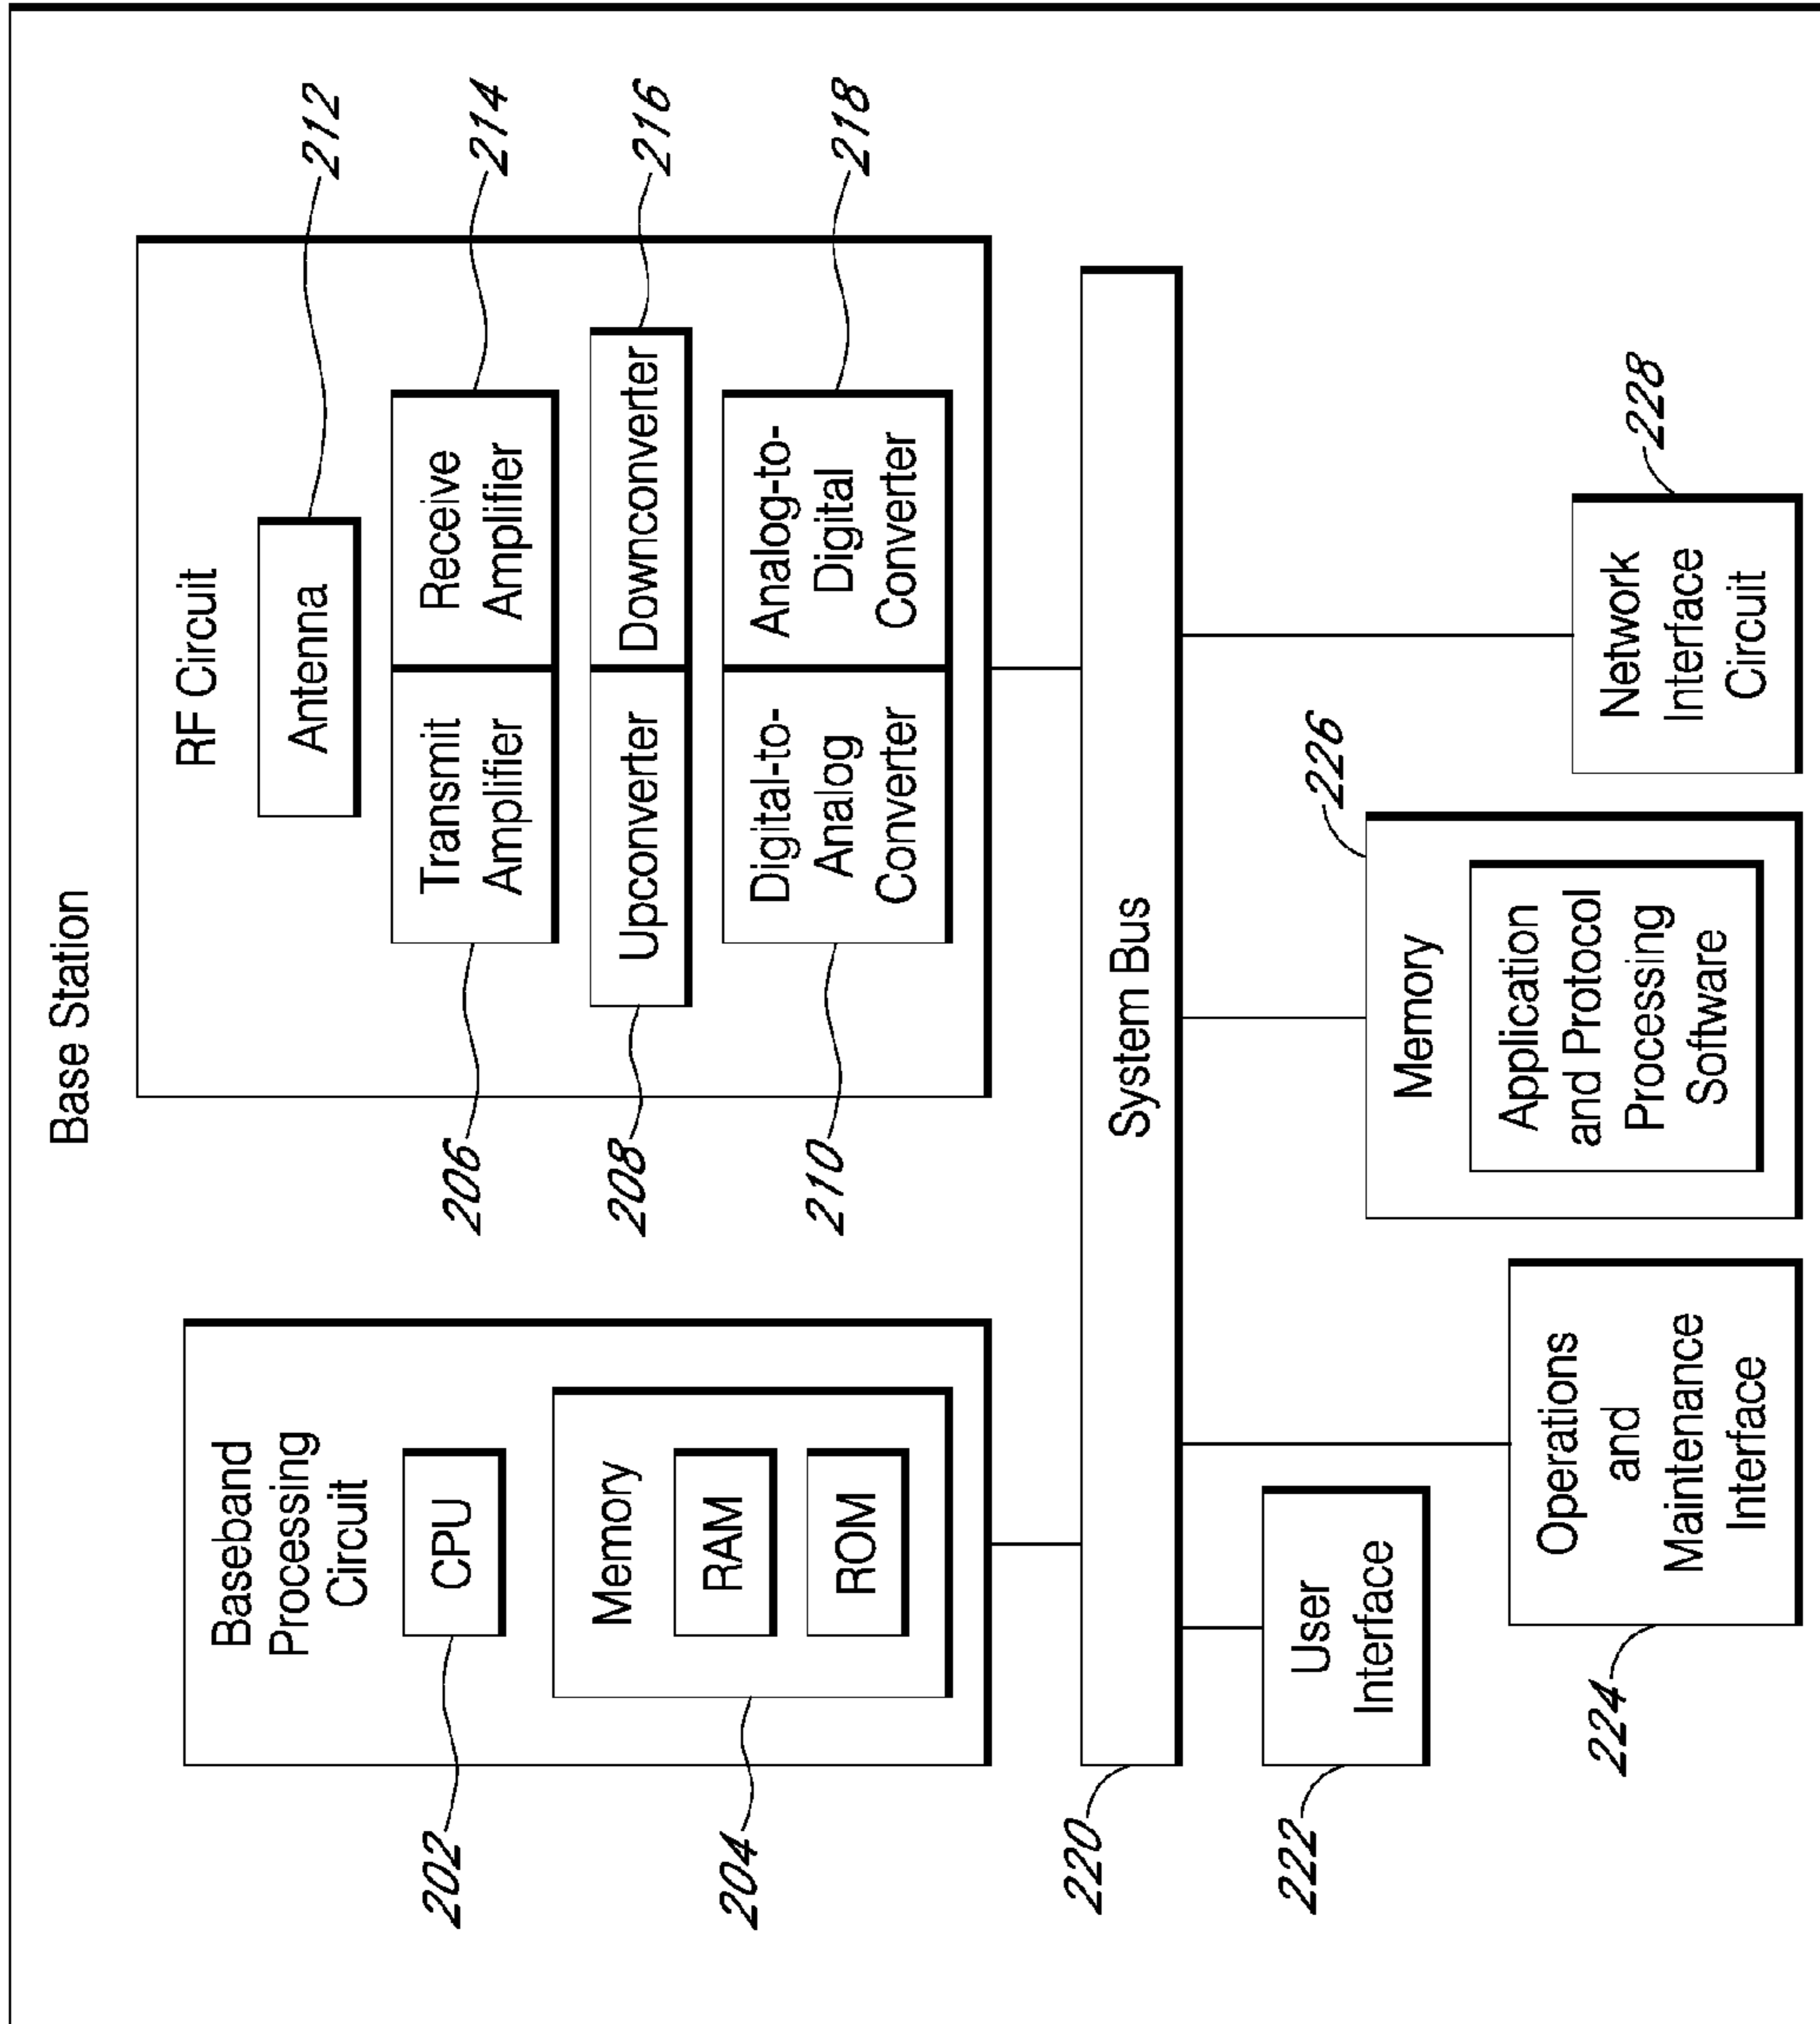 Base Station
Baseband
Processing
Circuit
CPU
202
Memory
RAM
ROM
204
RF Circuit
Antenna
212
Transmit
Amplifier
206
Receive
Amplifier
214
Upconverter
208
Downconverter
216
Digital-to-
Analog
Converter
210
Analog-to-
Digital
Converter
218
System Bus
220
User
Interface
222
Operations
and
Maintenance
Interface
224
Memory
226
Application
and Protocol
Processing
Software
Network
Interface
Circuit
228